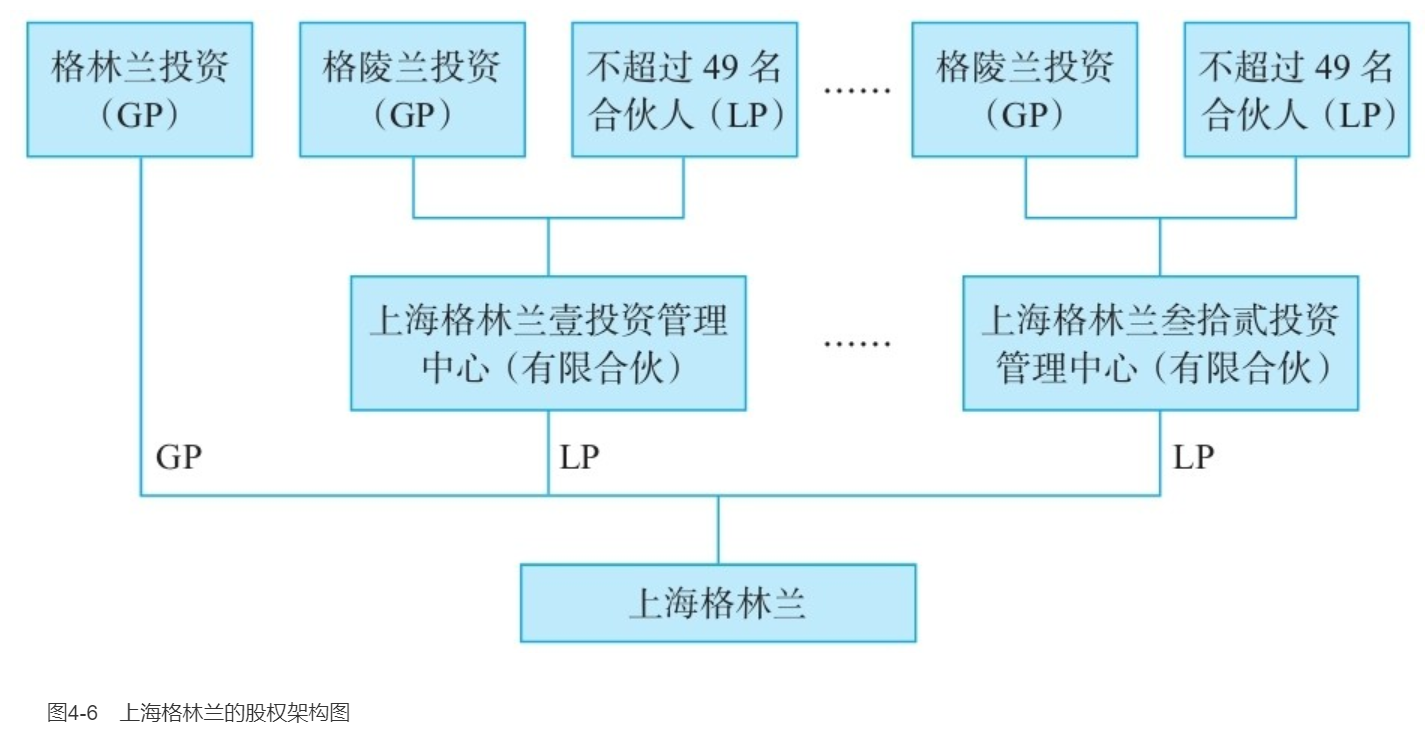 格林兰投资
（GP）
格陵兰投资
（GP）
不超过 49 名
合伙人（LP）
……
格陵兰投资
（GP）
不超过 49 名
合伙人（LP）
上海格林兰壹投资管理
中心（有限合伙）
……
上海格林兰叁拾贰投资
管理中心（有限合伙）
GP
LP
LP
上海格林兰
图4-6 上海格林兰的股权架构图